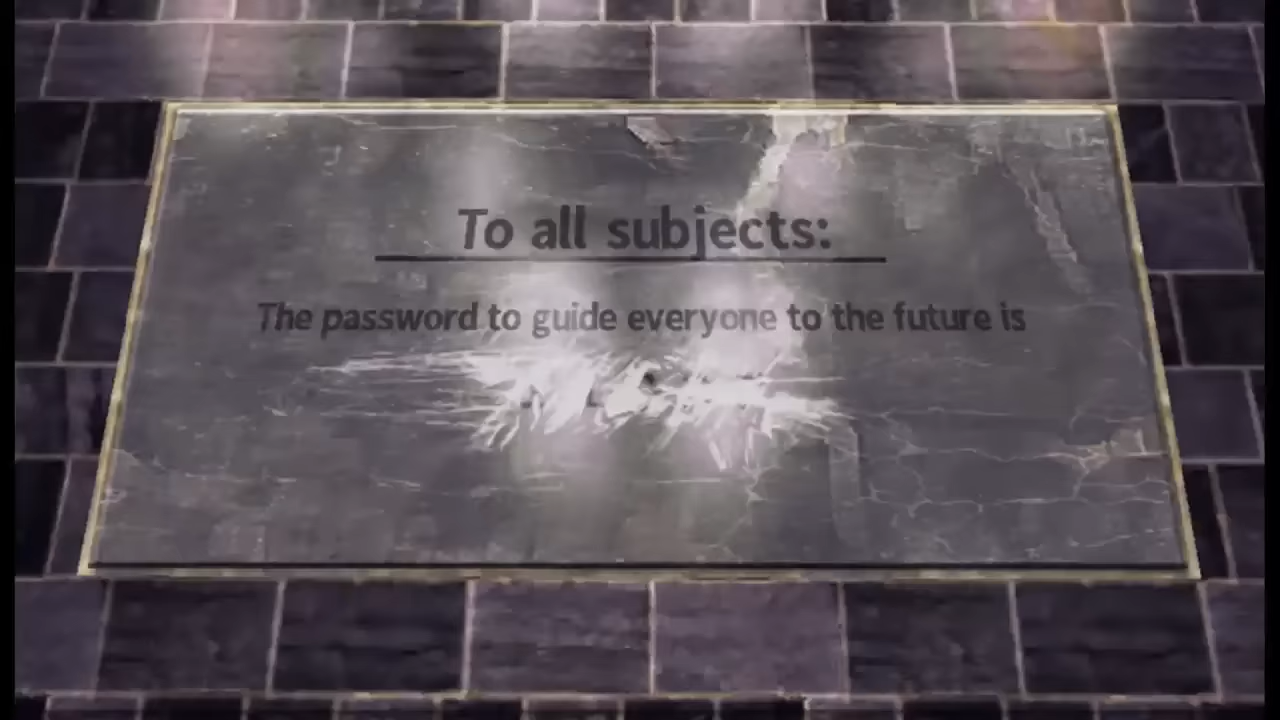 To all subjects:
The password to guide everyone to the future is